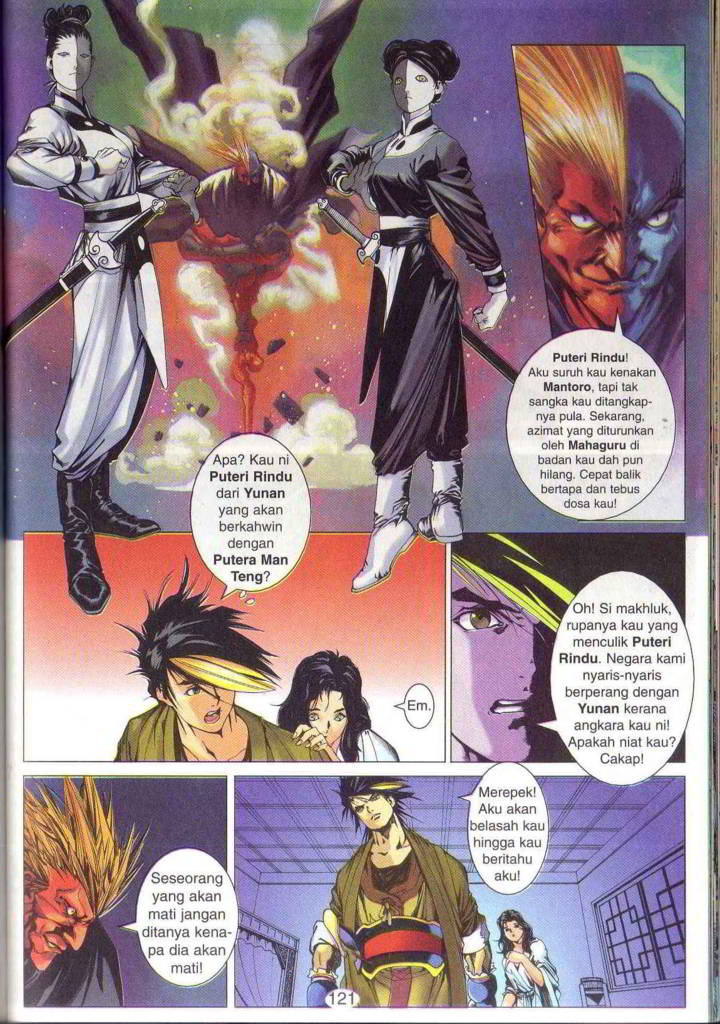 Puteri Rindu!
Aku suruh kau kenakan
Mantoro, tapi tak
sangka kau ditangkap-
nya pula. Sekarang,
azimat yang diturunkan
oleh Mahaguru di
badan kau dah pun
hilang. Cepat balik
bertapa dan tebus
dosa kau!
Apa? Kau ni
Puteri Rindu
dari Yunan
yang akan
berkahwin
dengan
Putera Man
Teng?
Em.
Oh! Si makhluk,
rupanya kau yang
menculik Puteri
Rindu. Negara kami
nyaris-nyaris
berperang dengan
Yunan kerana
angkara kau ni!
Apakah niat kau?
Cakap!
Seseorang
yang akan
mati jangan
ditanya kena-
pa dia akan
mati!
Merepek!
Aku akan
belasah kau
hingga kau
beritahu
aku!
121